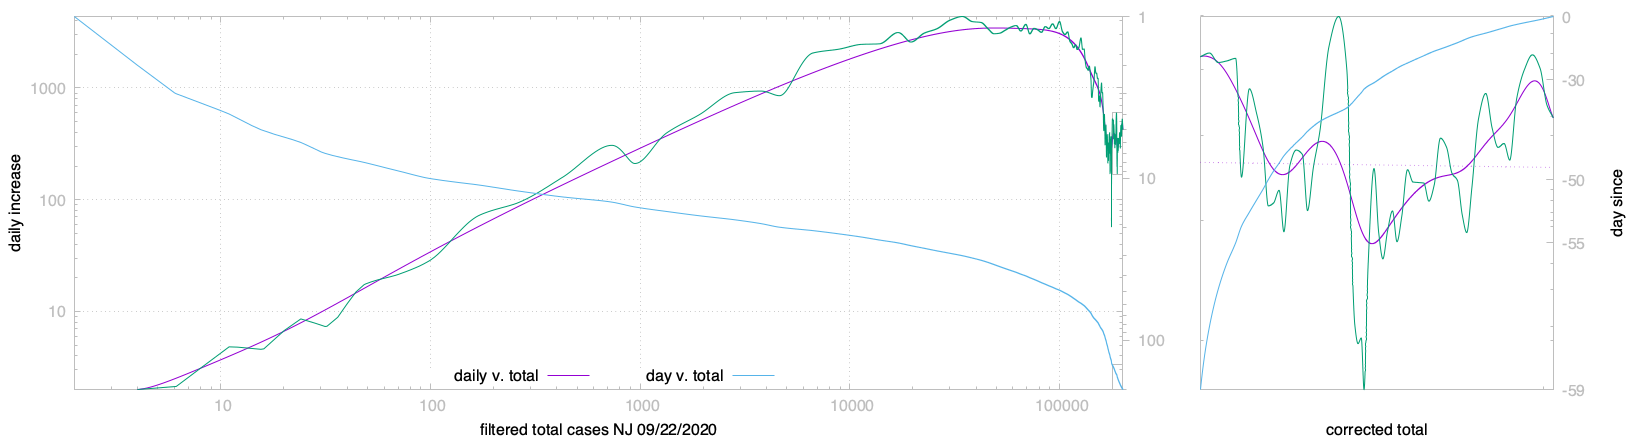 daily increase
1000
100
10
10
100
1000
10000
100000
1
10
100
daily v. total
day v. total
filtered total cases NJ 09/22/2020
0
-30
-50
-55
-59
day since
corrected total